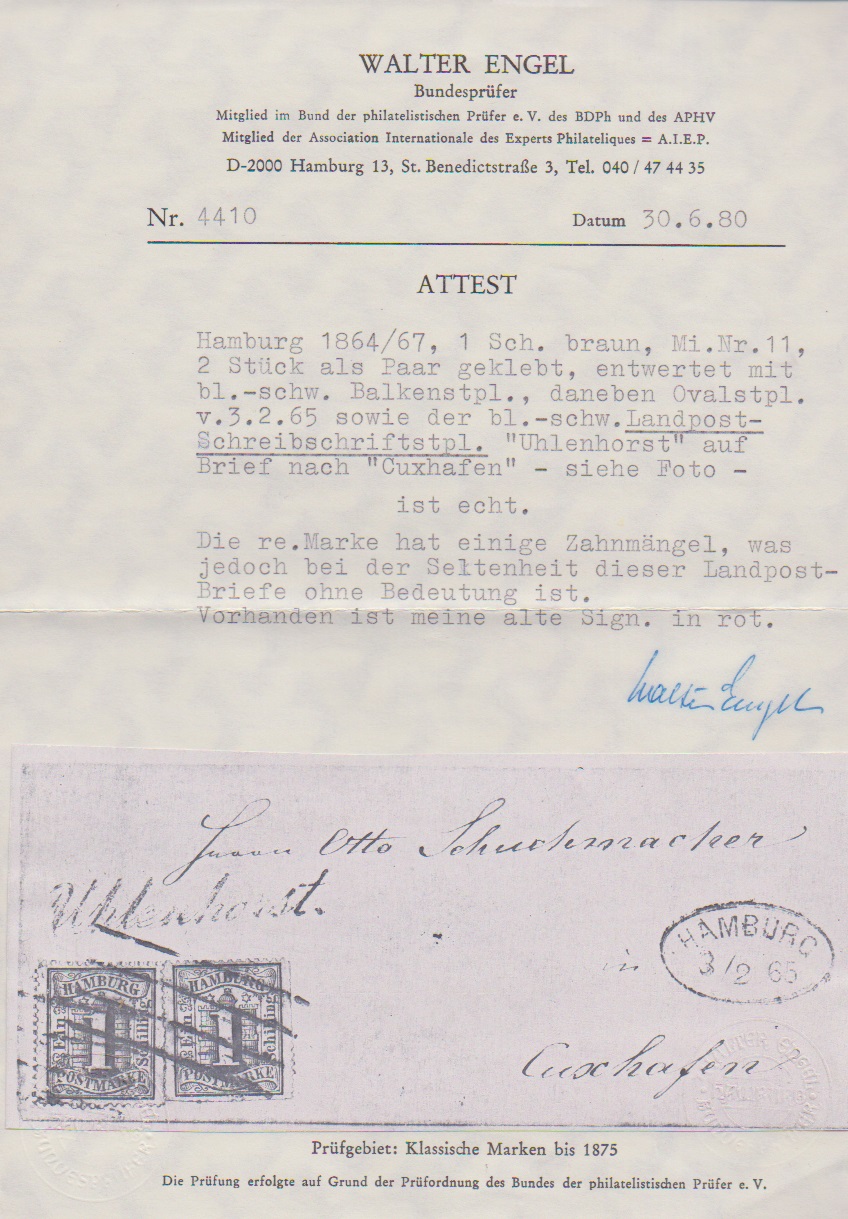 WALTER ENGEL
Bundesprüfer
Mitglied im Bund der philatelistischen Prüfer e. V. des BDPh und des APHV
Mitglied der Association Internationale des Experts Philateliques = A.I.E.P.
D-2000 Hamburg 13, St. Benedictstraße 3, Tel. 040 / 47 44 35
Nr. 4410 Datum 30.6.80
ATTEST
Hamburg 1864/67, 1 Sch. braun, Mi.Nr.11,
2 Stück als Paar geklebt, entwertet mit
bl.-schw. Balkenstpl., daneben Ovalstpl.
v.3.2.65 sowie der bl.-schw.Landpost-
Schreibschriftstpl. "Uhlenhorst" auf
Brief nach "Cuxhafen" - siehe Foto -
ist echt.
Die re.Marke hat einige Zahnmängel, was
jedoch bei der Seltenheit dieser Landpost-
Briefe ohne Bedeutung ist.
Vorhanden ist meine alte Sign. in rot.
Walter Engel
Herrn Otto Schuchmacher
Uhlenhorst.
HAMBURG
3/2 65
in
Cuxhafen
HAMBURG HAMBURG
Ein Schilling Ein Schilling
POSTMARKE POSTMARKE
Prüfgebiet: Klassische Marken bis 1875
Die Prüfung erfolgte auf Grund der Prüfordnung des Bundes der philatelistischen Prüfer e. V.